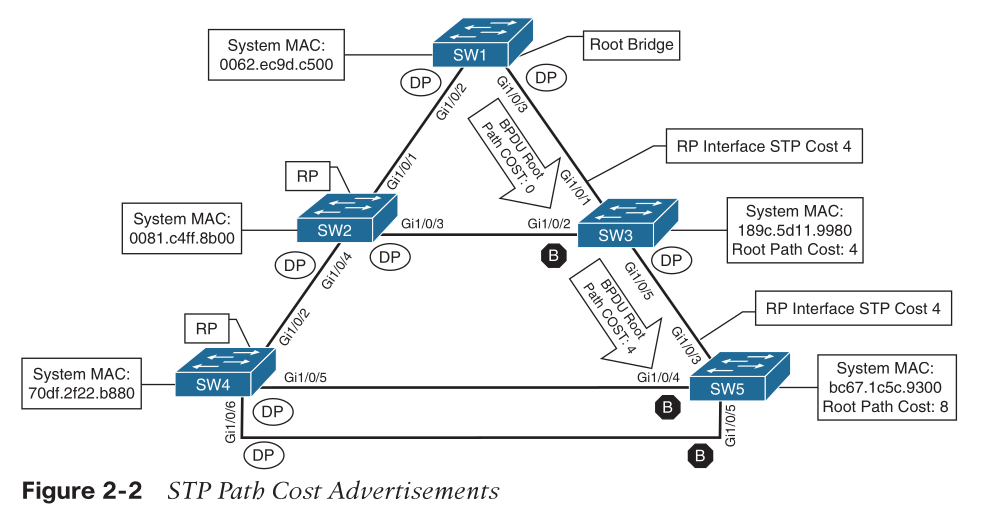 System MAC:
0062.ec9d.c500
SW1
Root Bridge
DP
DP
Gi1/0/2
Gi1/0/3
BPDU Root
Path COST: 0
RP Interface STP Cost 4
RP
Gi1/0/1
Gi1/0/1
System MAC:
0081.c4ff.8b00
SW2
Gi1/0/3
Gi1/0/2
SW3
System MAC:
189c.5d11.9980
Root Path Cost: 4
DP
DP
B
DP
Gi1/0/4
Gi1/0/5
BPDU Root
Path COST: 4
RP Interface STP Cost 4
RP
Gi1/0/2
Gi1/0/3
System MAC:
70df.2f22.b880
SW4
Gi1/0/5
Gi1/0/4
SW5
System MAC:
bc67.1c5c.9300
Root Path Cost: 8
Gi1/0/6
DP
B
Gi1/0/5
DP
B
Figure 2-2 STP Path Cost Advertisements